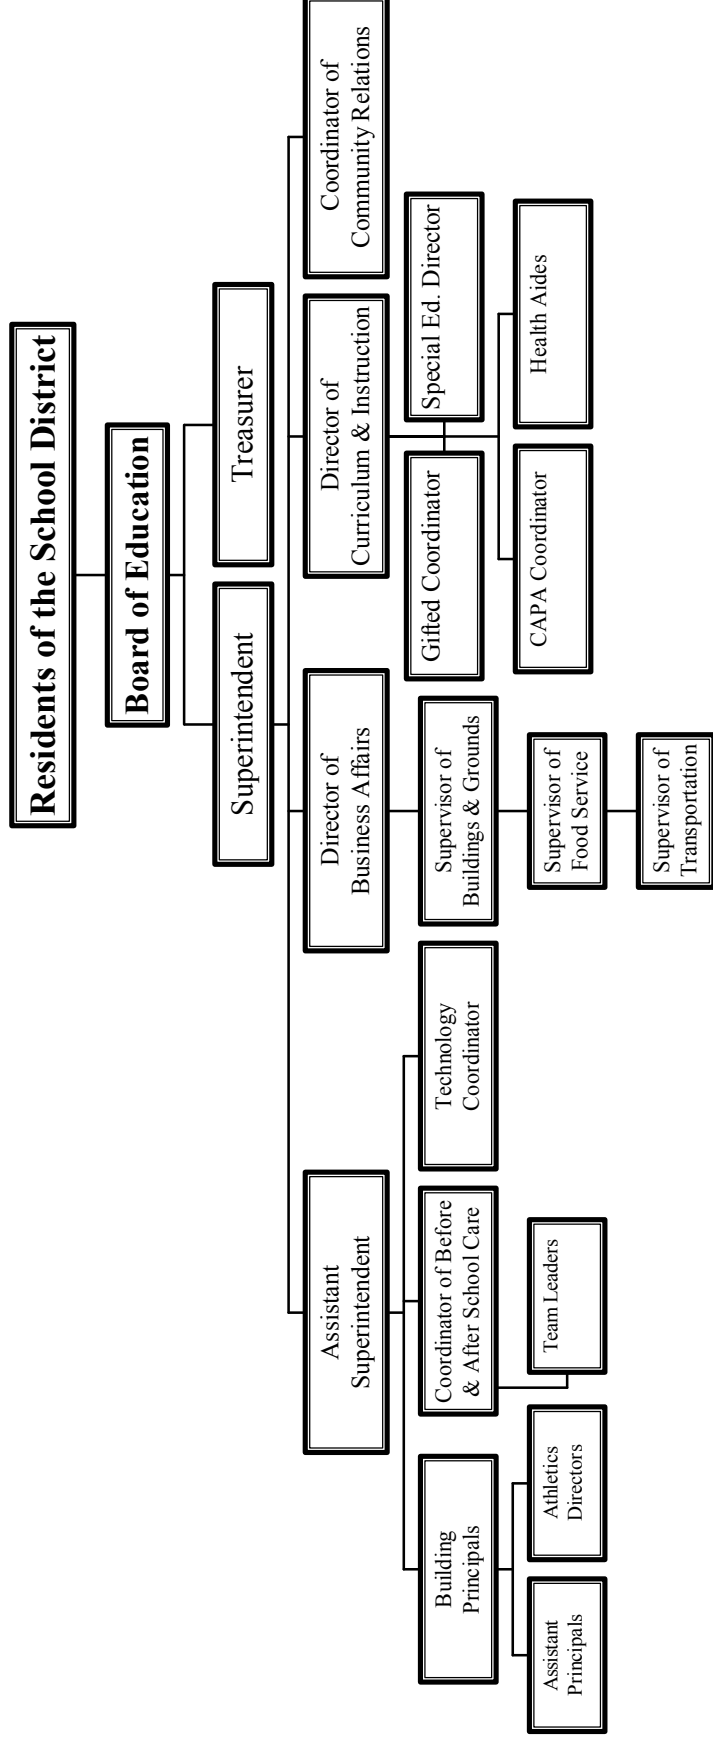 Residents of the School District
Board of Education
Superintendent
Treasurer
Assistant
Superintendent
Director of
Business Affairs
Director of
Curriculum & Instruction
Coordinator of
Community Relations
Building
Principals
Coordinator of Before
& After School Care
Technology
Coordinator
Supervisor of
Buildings & Grounds
Gifted Coordinator
Special Ed. Director
Assistant
Principals
Athletics
Directors
Team Leaders
Supervisor of
Food Service
CAPA Coordinator
Health Aides
Supervisor of
Transportation